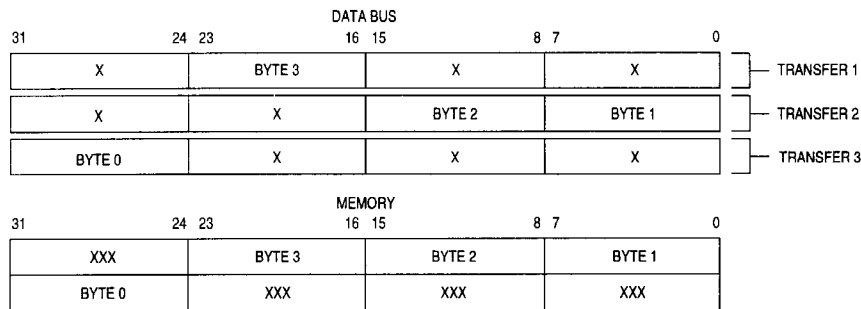 DATA BUS
31 24 23 16 15 8 7 0
X BYTE 3 X X TRANSFER 1
X X BYTE 2 BYTE 1 TRANSFER 2
BYTE 0 X X X TRANSFER 3
MEMORY
31 24 23 16 15 8 7 0
XXX BYTE 3 BYTE 2 BYTE 1
BYTE 0 XXX XXX XXX